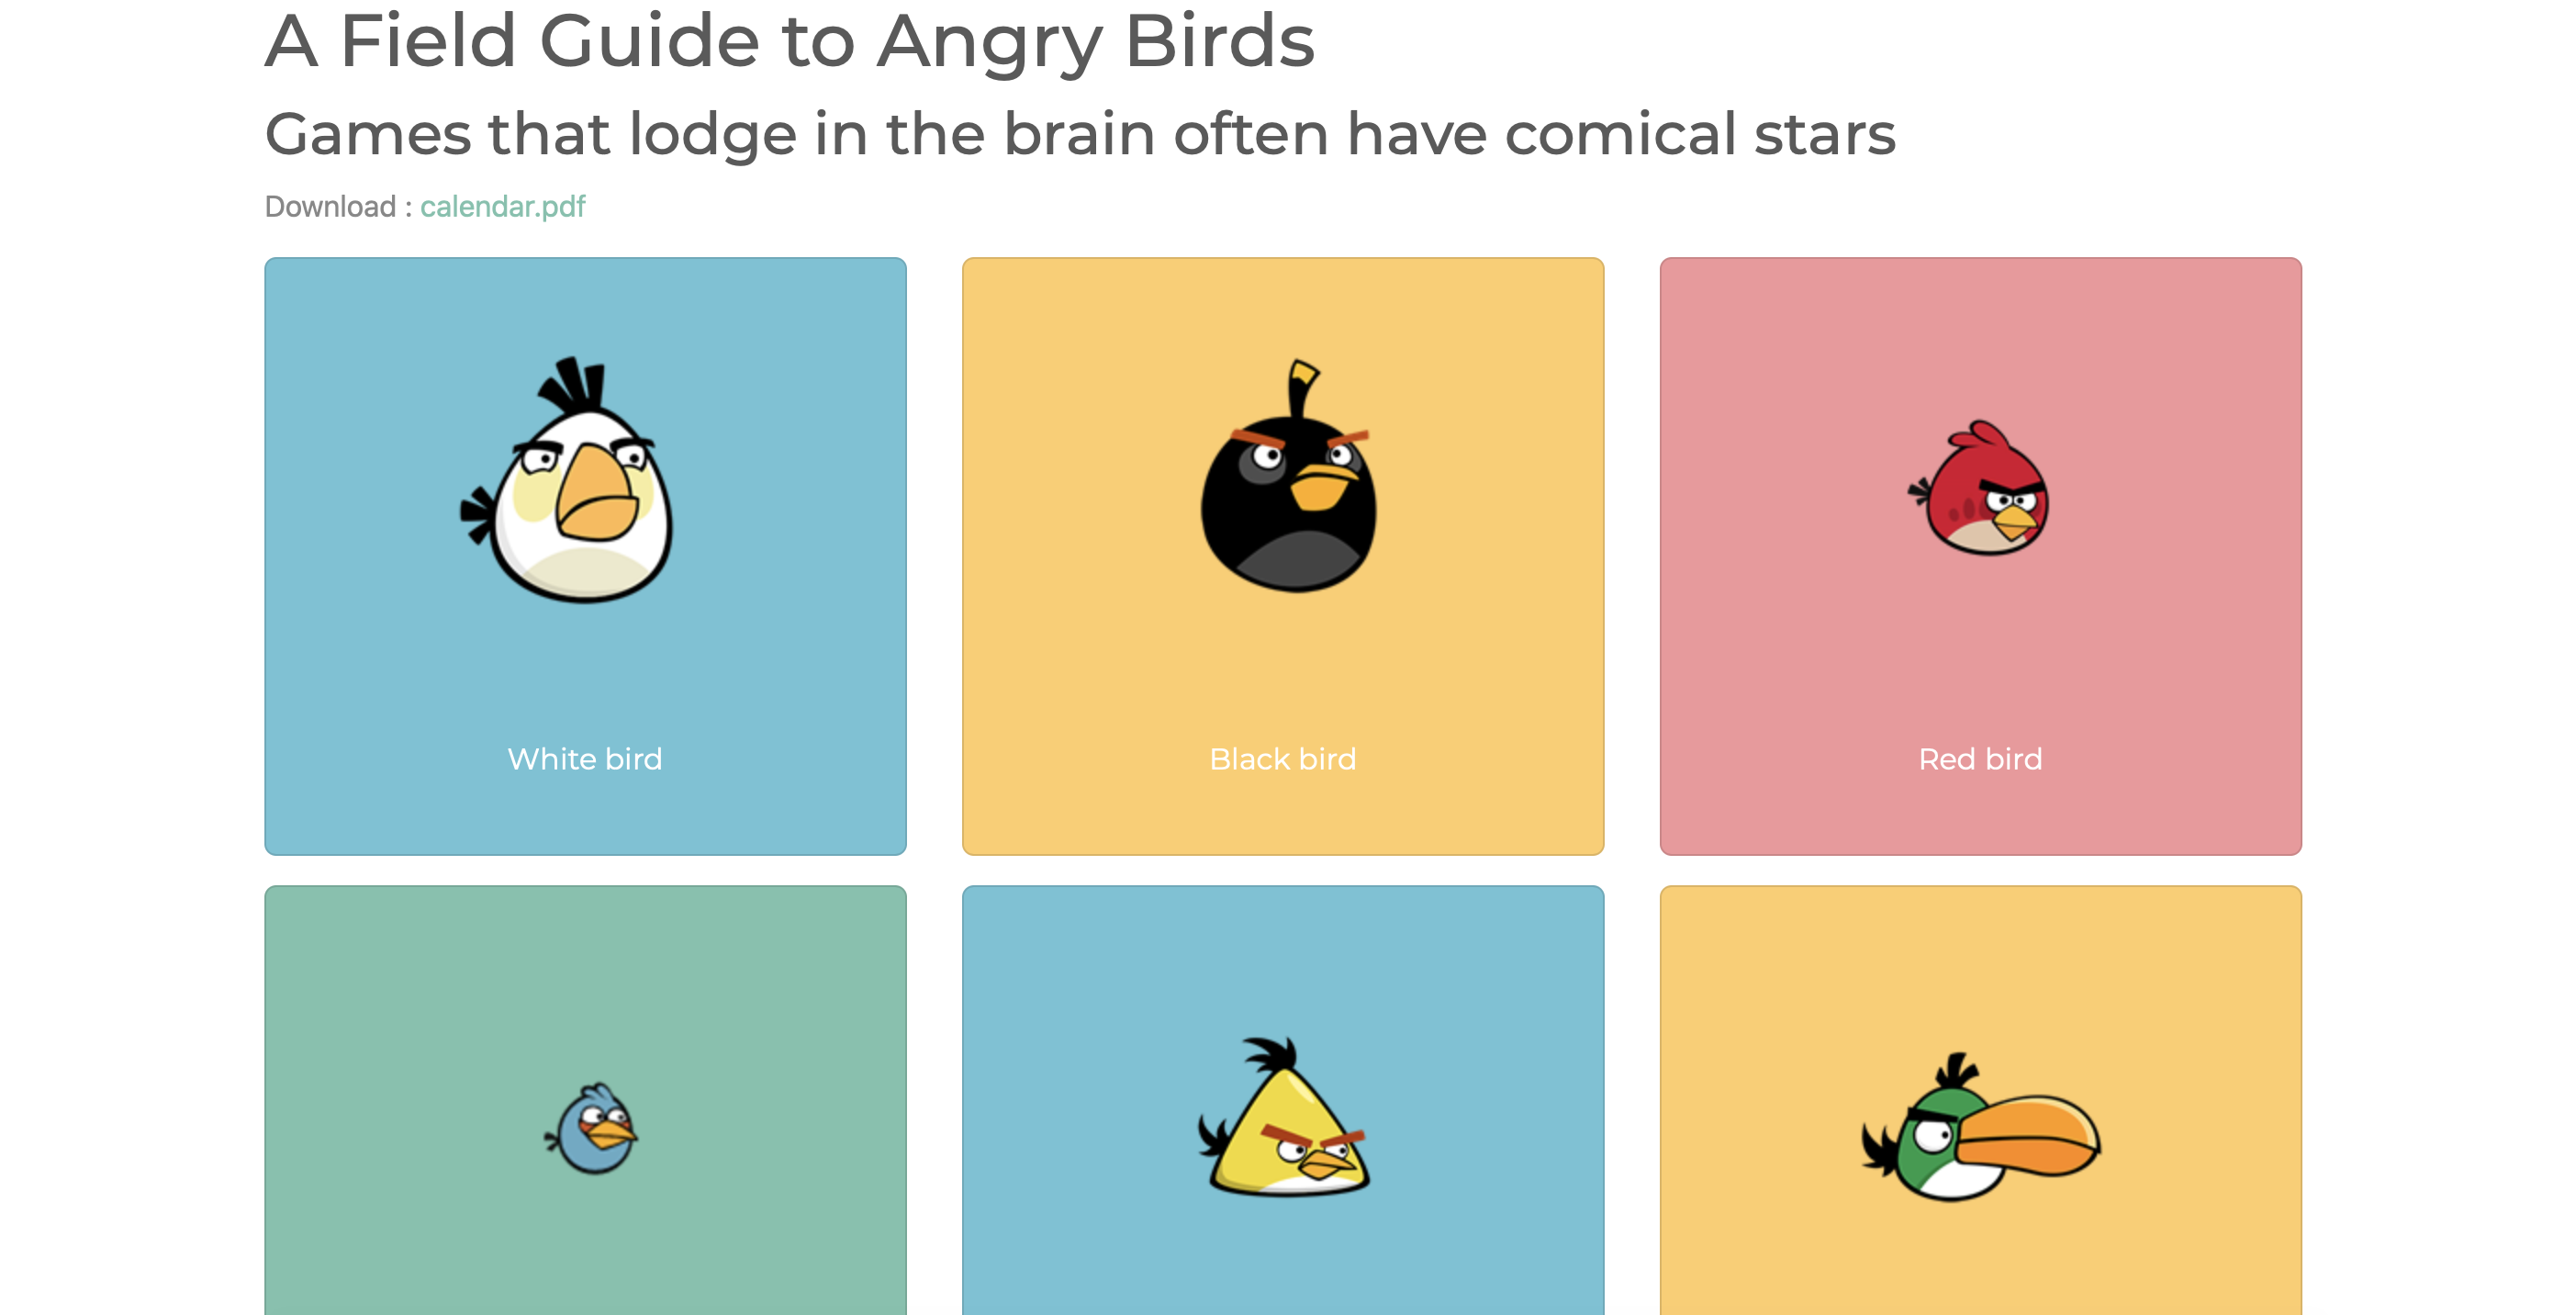 A Field Guide to Angry Birds
Games that lodge in the brain often have comical stars
Download : calendar.pdf
White bird
Black bird
Red bird